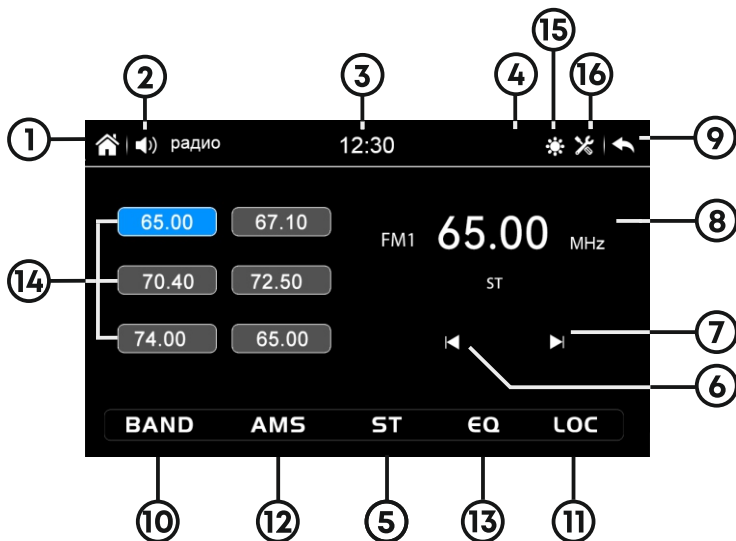 15
2 3 4 16
1 радио 12:30 9
65.00 67.10 FM1 65.00 MHz 8
14 70.40 72.50 ST
74.00 65.00 7
6
BAND AMS ST EQ LOC
10 12 5 13 11